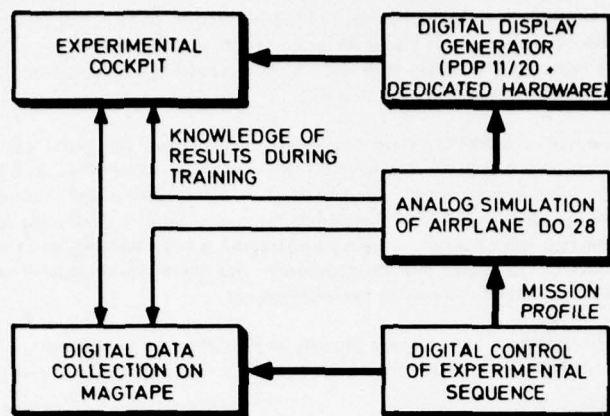 EXPERIMENTAL
COCKPIT
DIGITAL DISPLAY
GENERATOR
(PDP 11/20 +
DEDICATED HARDWARE)
KNOWLEDGE OF
RESULTS DURING
TRAINING
ANALOG SIMULATION
OF AIRPLANE DO 28
MISSION
PROFILE
DIGITAL DATA
COLLECTION ON
MAGTAPE
DIGITAL CONTROL
OF EXPERIMENTAL
SEQUENCE